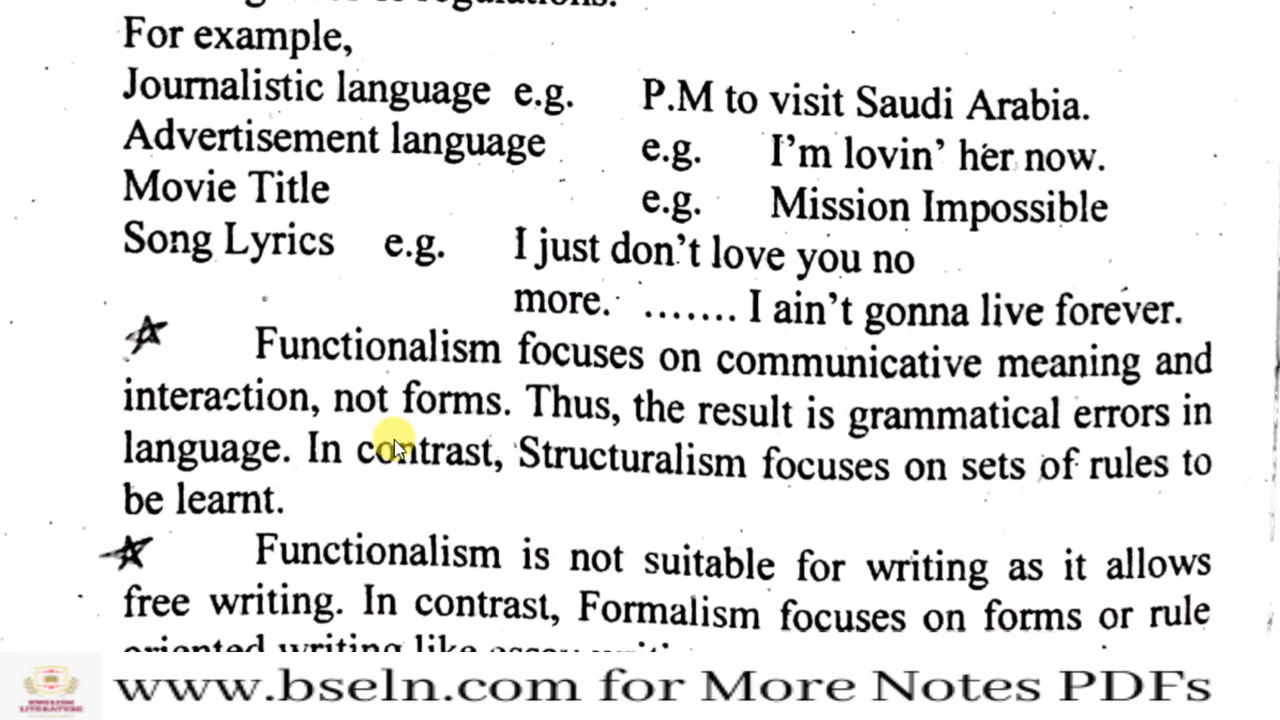 For example,
Journalistic language e.g. P.M to visit Saudi Arabia.
Advertisement language e.g. I'm lovin' her now.
Movie Title e.g. Mission Impossible
Song Lyrics e.g. I just don't love you no
more. ....... I ain't gonna live forever.
Functionalism focuses on communicative meaning and
interaction, not forms. Thus, the result is grammatical errors in
language. In contrast, Structuralism focuses on sets of rules to
be learnt.
Functionalism is not suitable for writing as it allows
free writing. In contrast, Formalism focuses on forms or rule
oriented writing like essay
www.bseln.com for More Notes PDFs